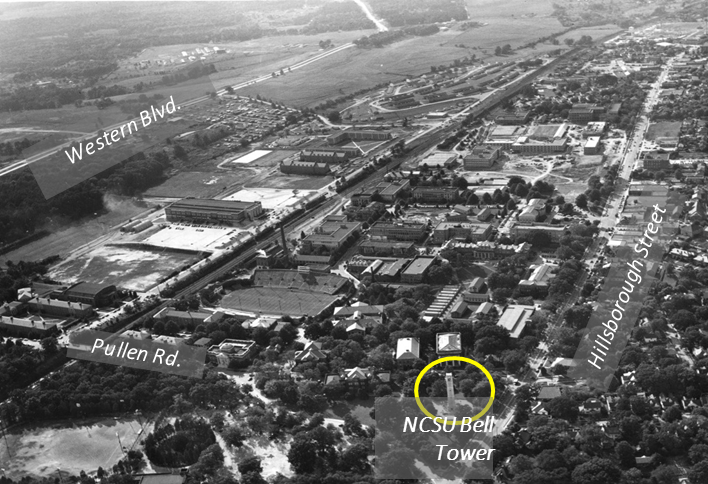 Western Blvd.
Hillsborough Street
Pullen Rd.
NCSU Bell
Tower